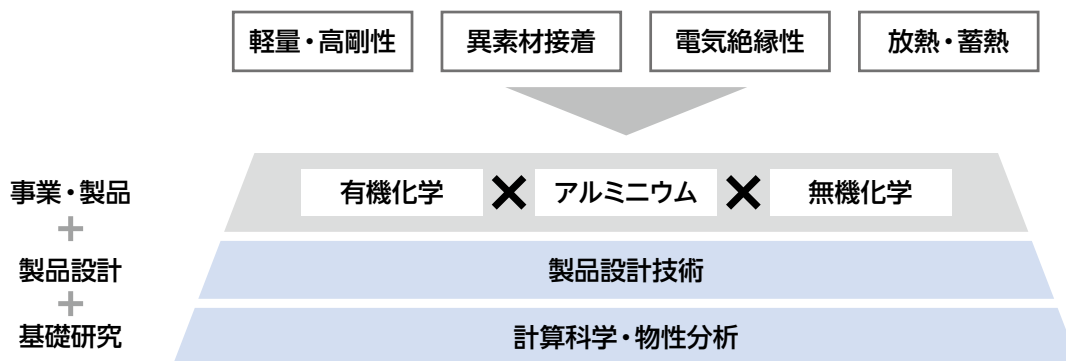 軽量・高剛性 異素材接着 電気絶縁性 放熱・蓄熱
事業・製品 有機化学 × アルミニウム × 無機化学
+
製品設計 製品設計技術
+
基礎研究 計算科学・物性分析